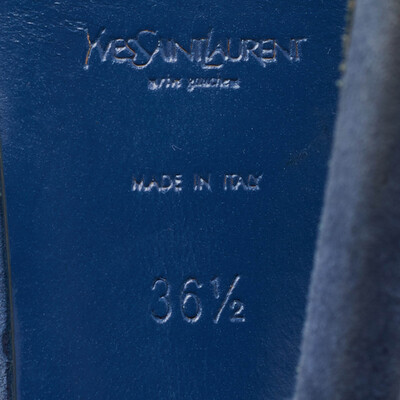 YVESSAINTLAURENT
rive gauche
MADE IN ITALY
36½